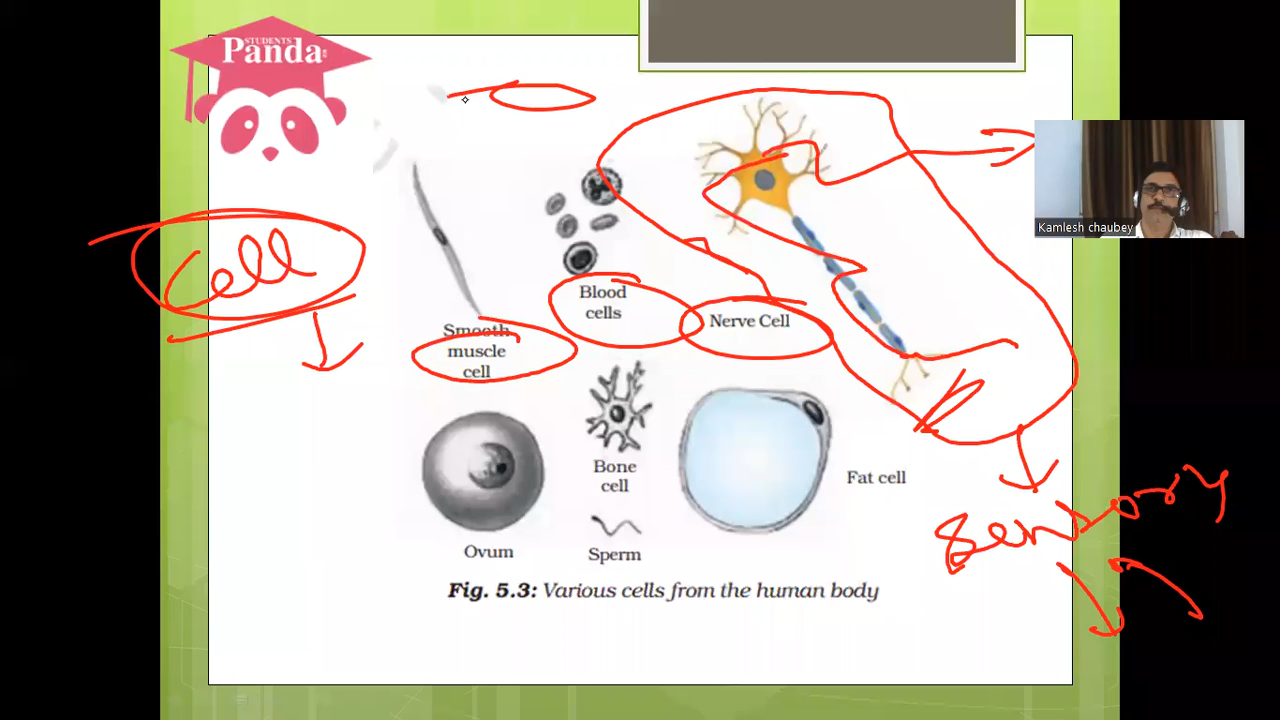 STUDENTS
Panda
Kamlesh chaubey
Cell
Blood
cells
Nerve Cell
Smooth
muscle
cell
Bone
cell
Fat cell
Ovum
Sperm
Sensory
Fig. 5.3: Various cells from the human body